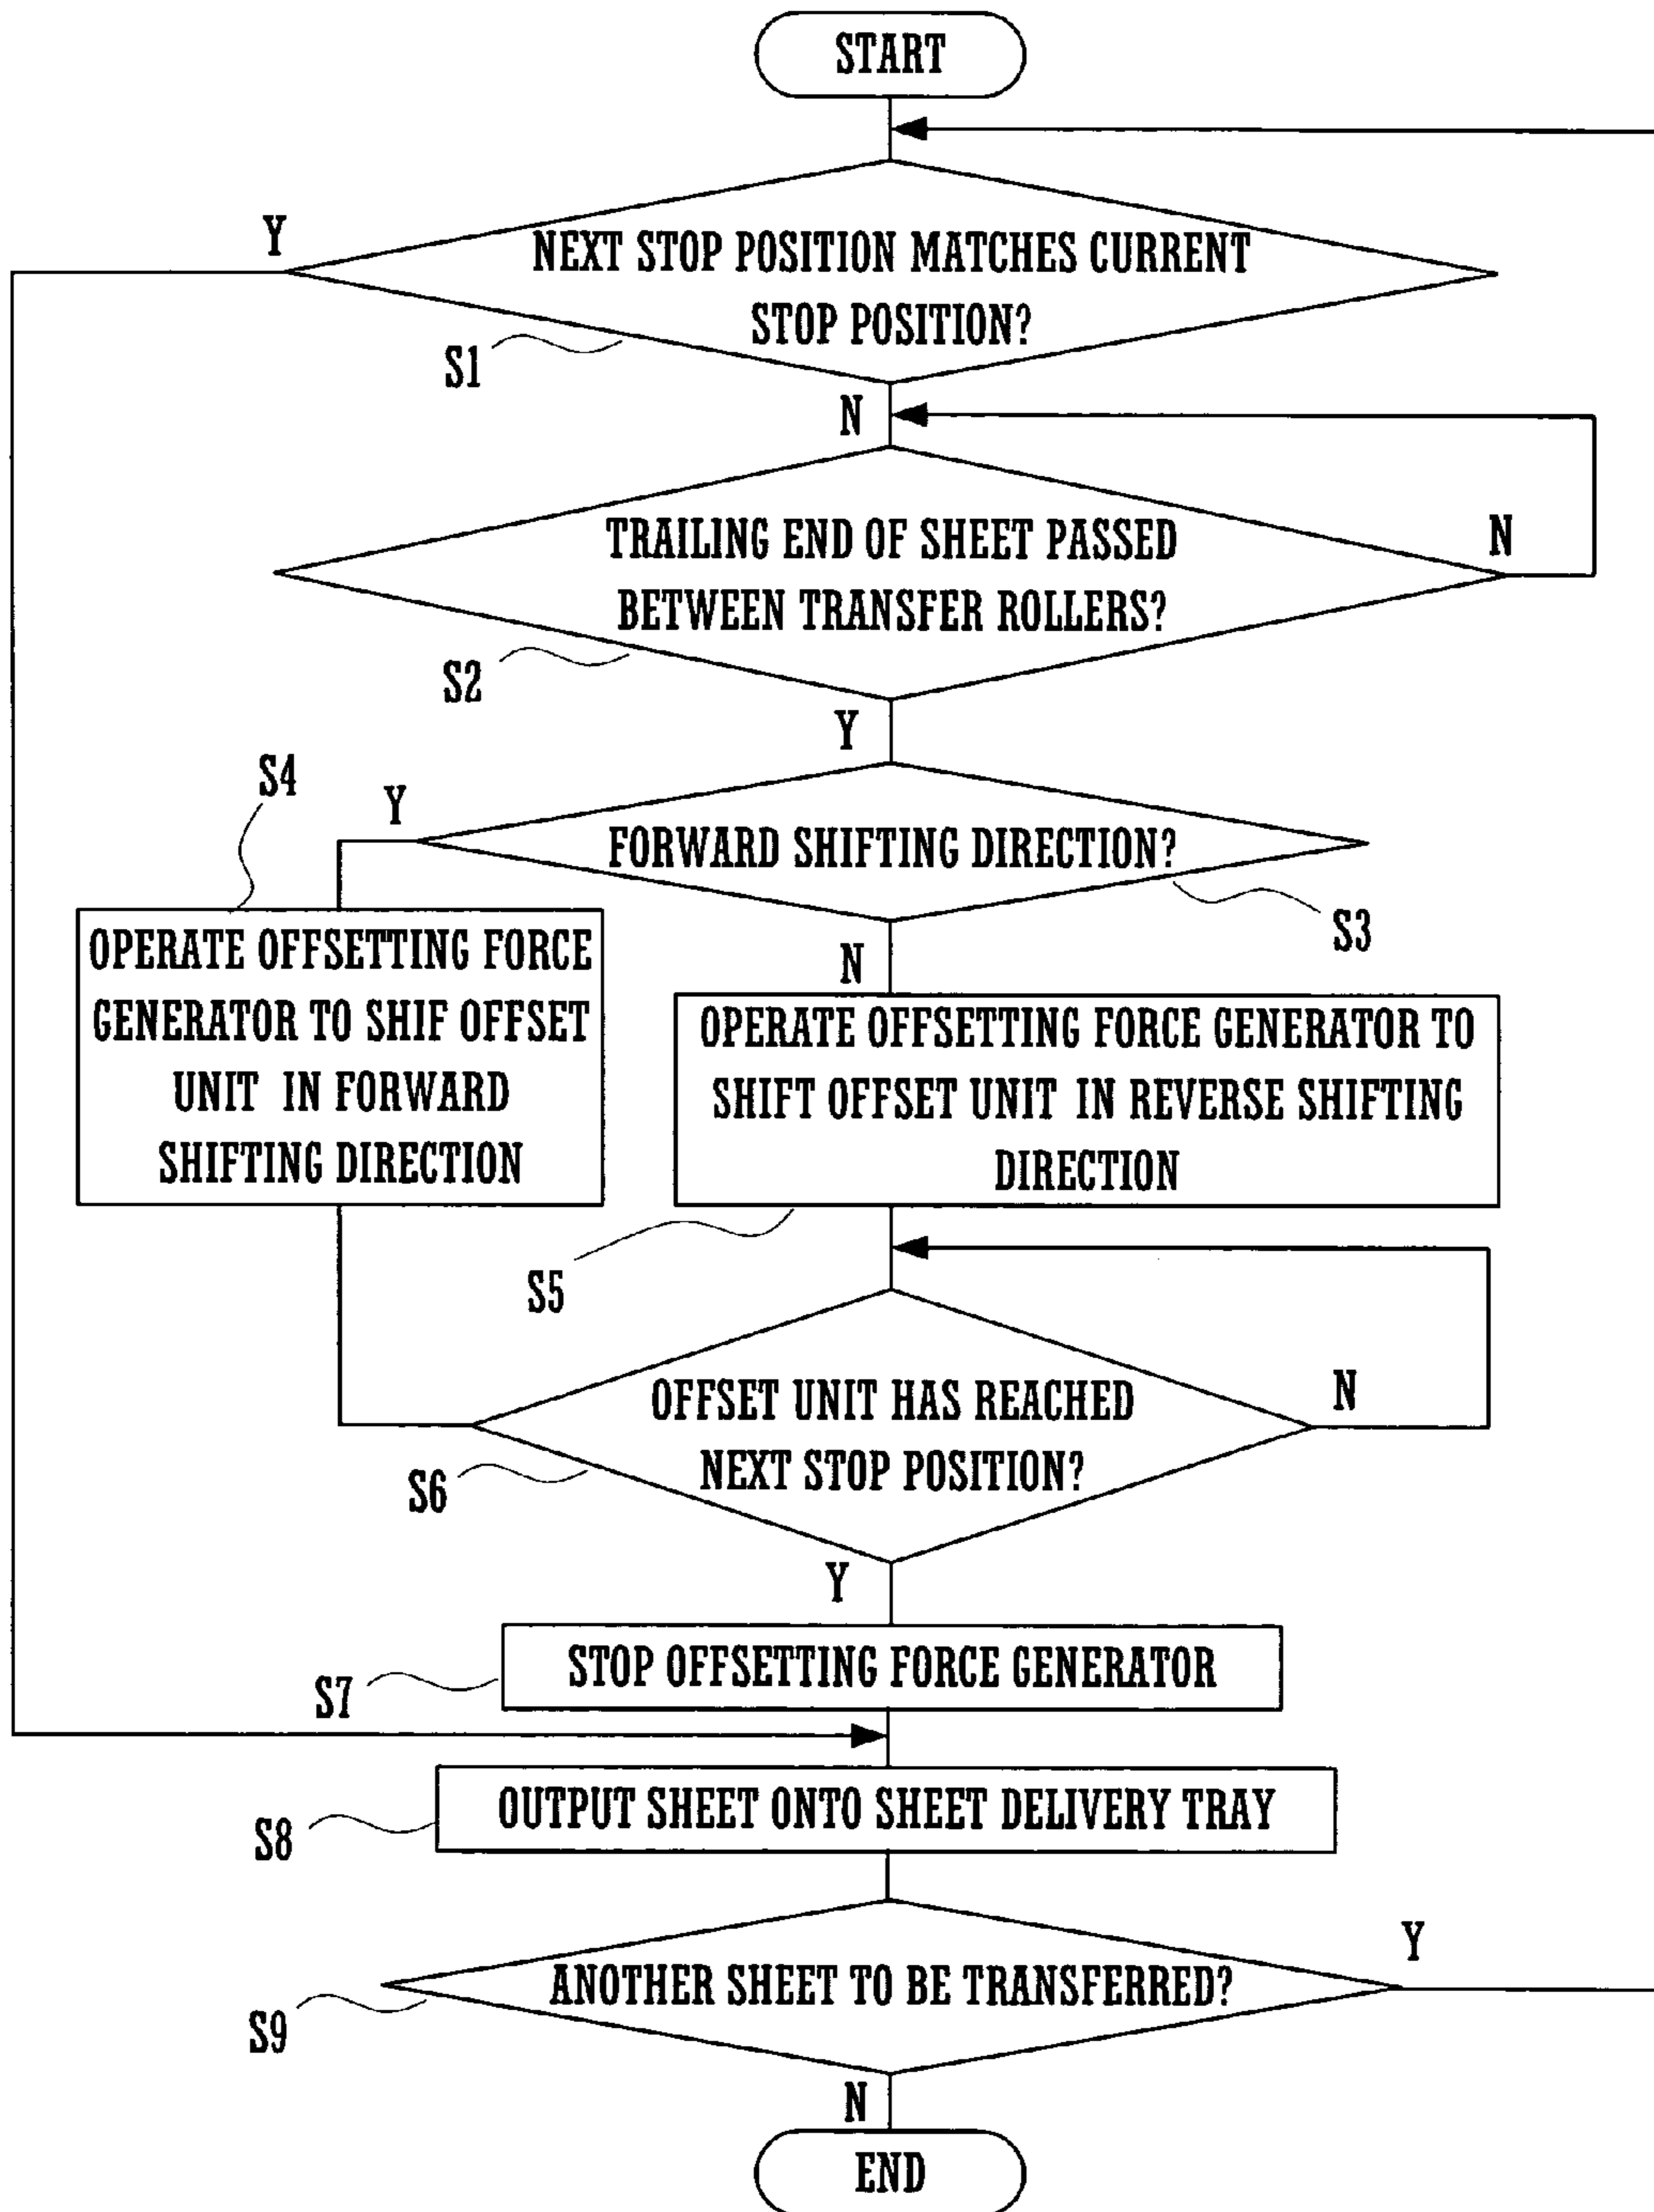 START
Y
NEXT STOP POSITION MATCHES CURRENT
STOP POSITION?
S1
N
TRAILING END OF SHEET PASSED
BETWEEN TRANSFER ROLLERS?
N
S2
Y
S4
Y
FORWARD SHIFTING DIRECTION?
S3
N
OPERATE OFFSETTING FORCE
GENERATOR TO SHIF OFFSET
UNIT IN FORWARD
SHIFTING DIRECTION
OPERATE OFFSETTING FORCE GENERATOR TO
SHIFT OFFSET UNIT IN REVERSE SHIFTING
DIRECTION
S5
OFFSET UNIT HAS REACHED
NEXT STOP POSITION?
N
S6
Y
STOP OFFSETTING FORCE GENERATOR
S7
OUTPUT SHEET ONTO SHEET DELIVERY TRAY
S8
ANOTHER SHEET TO BE TRANSFERRED?
Y
S9
N
END